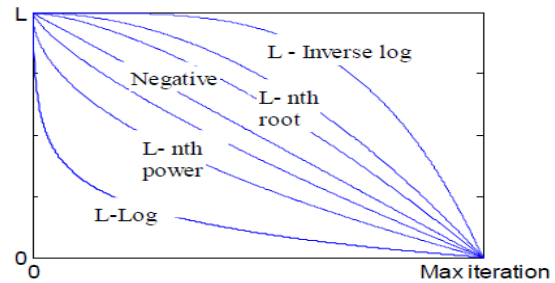 L
L - Inverse log
Negative
L- nth
root
L- nth
power
L-Log
0
0
Max iteration